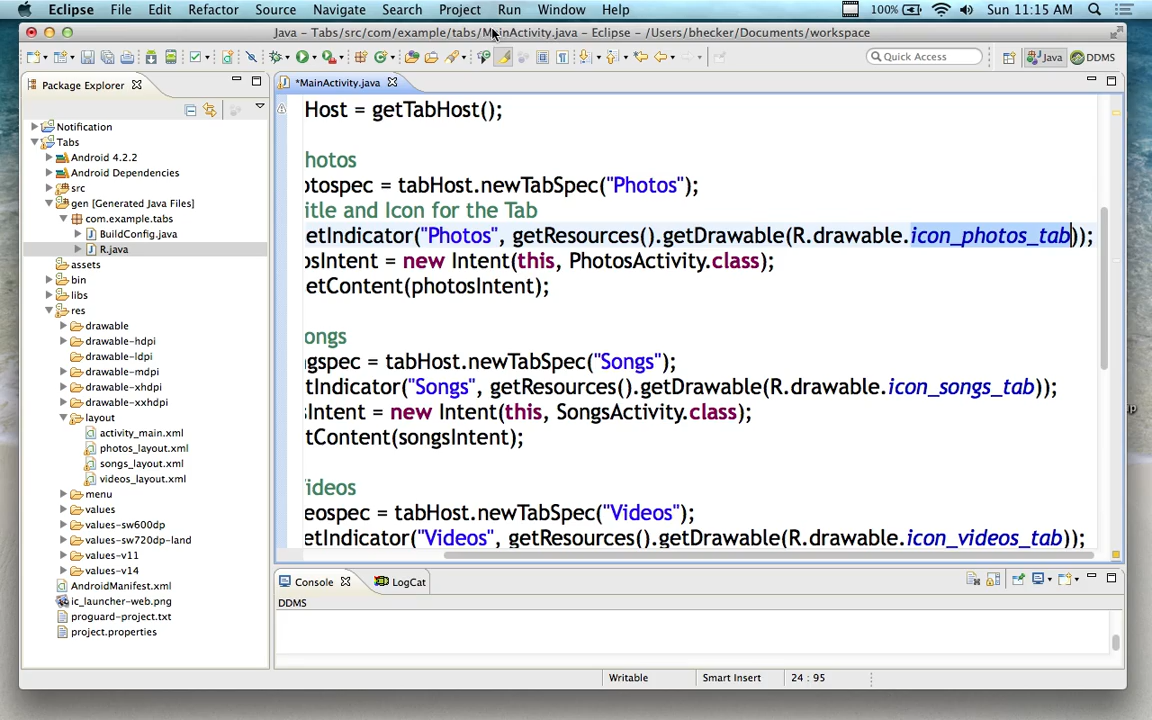 Eclipse File Edit Refactor Source Navigate Search Project Run Window Help 100% Sun 11:15 AM
Java – Tabs/src/com/example/tabs/MainActivity.java – Eclipse – /Users/bhecker/Documents/workspace
Quick Access Java DDMS
Package Explorer
Notification
Tabs
Android 4.2.2
Android Dependencies
src
gen [Generated Java Files]
com.example.tabs
BuildConfig.java
R.java
assets
bin
libs
res
drawable
drawable-hdpi
drawable-ldpi
drawable-mdpi
drawable-xhdpi
drawable-xxhdpi
layout
activity_main.xml
photos_layout.xml
songs_layout.xml
videos_layout.xml
menu
values
values-sw600dp
values-sw720dp-land
values-v11
values-v14
AndroidManifest.xml
ic_launcher-web.png
proguard-project.txt
project.properties
*MainActivity.java
Host = getTabHost();
hotos
otospec = tabHost.newTabSpec("Photos");
itle and Icon for the Tab
etIndicator("Photos", getResources().getDrawable(R.drawable.icon_photos_tab));
osIntent = new Intent(this, PhotosActivity.class);
etContent(photosIntent);
ongs
ngspec = tabHost.newTabSpec("Songs");
tIndicator("Songs", getResources().getDrawable(R.drawable.icon_songs_tab));
sIntent = new Intent(this, SongsActivity.class);
tContent(songsIntent);
ideos
eospec = tabHost.newTabSpec("Videos");
etIndicator("Videos", getResources().getDrawable(R.drawable.icon_videos_tab));
Console LogCat
DDMS
Writable Smart Insert 24 : 95